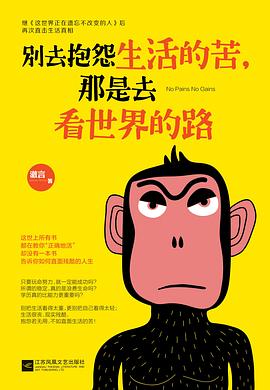 继《这世界正在遗忘不改变的人》后
再次直击生活真相
别去抱怨生活的苦，
那是去
No Pains No Gains
看世界的路
激言 著
这世上所有书
都在教你“正确地活”
却没有一本书
告诉你如何直面残酷的人生
只要玩命努力，就一定能成功吗？
所谓的稳定，真的是浪费生命吗？
学历真的比能力更重要吗？
别把生活看得太重，更别把自己看得太轻；
生活很丧，现实残酷，
抱怨若无用，不如直面生活的苦！
江苏凤凰文艺出版社